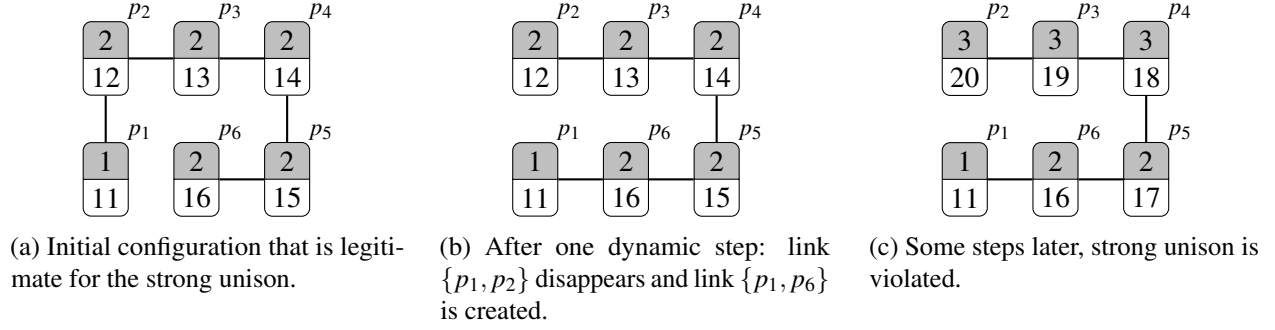 p2 p3 p4
2 2 2
12 13 14
p1 p6 p5
1 2 2
11 16 15
(a) Initial configuration that is legiti-
mate for the strong unison.
p2 p3 p4
2 2 2
12 13 14
p1 p6 p5
1 2 2
11 16 15
(b) After one dynamic step: link
{p1, p2} disappears and link {p1, p6}
is created.
p2 p3 p4
3 3 3
20 19 18
p1 p6 p5
1 2 2
11 16 17
(c) Some steps later, strong unison is
violated.